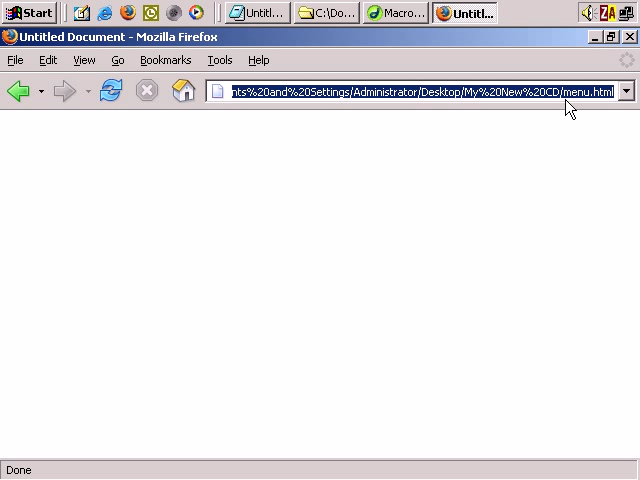 Start Untitl... C:\Do... Macro... Untitl... ZA
Untitled Document - Mozilla Firefox
File Edit View Go Bookmarks Tools Help
nts%20and%20Settings/Administrator/Desktop/My%20New%20CD/menu.html
Done